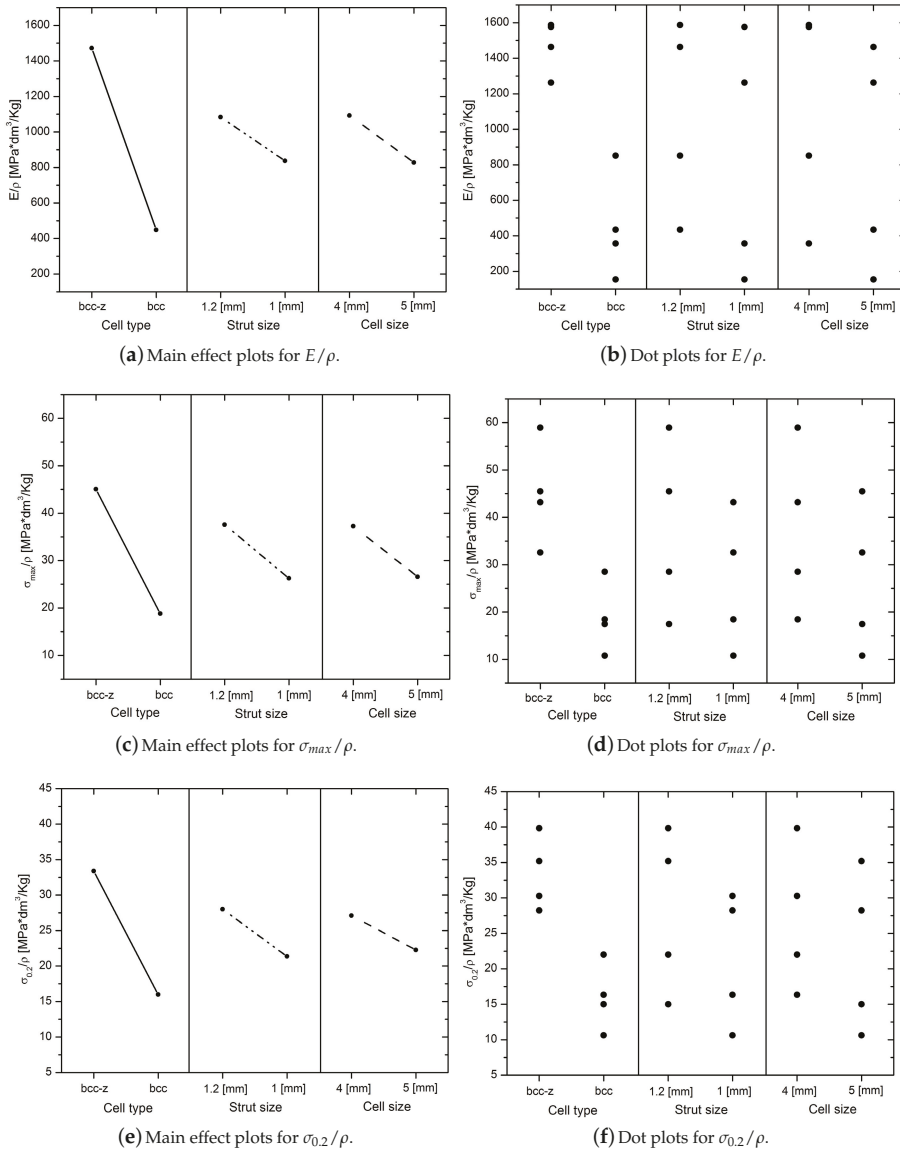 1600
1400
1200
1000
800
600
400
200
E/ρ [MPa*dm³/Kg]
bcc-z bcc 1.2 [mm] 1 [mm] 4 [mm] 5 [mm]
Cell type Strut size Cell size
(a) Main effect plots for E/ρ.
1600
1400
1200
1000
800
600
400
200
E/ρ [MPa*dm³/Kg]
bcc-z bcc 1.2 [mm] 1 [mm] 4 [mm] 5 [mm]
Cell type Strut size Cell size
(b) Dot plots for E/ρ.
60
50
40
30
20
10
σmax/ρ [MPa*dm³/Kg]
bcc-z bcc 1.2 [mm] 1 [mm] 4 [mm] 5 [mm]
Cell type Strut size Cell size
(c) Main effect plots for σmax/ρ.
60
50
40
30
20
10
σmax/ρ [MPa*dm³/Kg]
bcc-z bcc 1.2 [mm] 1 [mm] 4 [mm] 5 [mm]
Cell type Strut size Cell size
(d) Dot plots for σmax/ρ.
45
40
35
30
25
20
15
10
5
σ0.2/ρ [MPa*dm³/Kg]
bcc-z bcc 1.2 [mm] 1 [mm] 4 [mm] 5 [mm]
Cell type Strut size Cell size
(e) Main effect plots for σ0.2/ρ.
45
40
35
30
25
20
15
10
5
σ0.2/ρ [MPa*dm³/Kg]
bcc-z bcc 1.2 [mm] 1 [mm] 4 [mm] 5 [mm]
Cell type Strut size Cell size
(f) Dot plots for σ0.2/ρ.